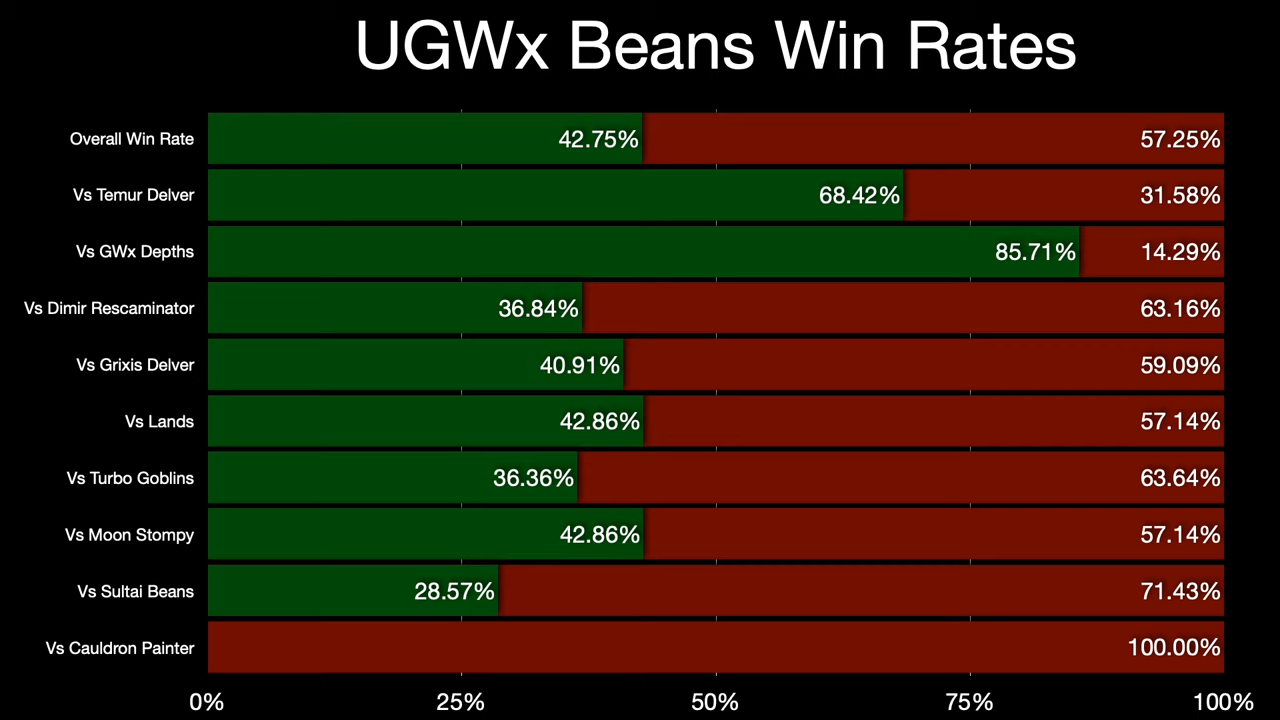 UGWx Beans Win Rates
Overall Win Rate 42.75% 57.25%
Vs Temur Delver 68.42% 31.58%
Vs GWx Depths 85.71% 14.29%
Vs Dimir Rescaminator 36.84% 63.16%
Vs Grixis Delver 40.91% 59.09%
Vs Lands 42.86% 57.14%
Vs Turbo Goblins 36.36% 63.64%
Vs Moon Stompy 42.86% 57.14%
Vs Sultai Beans 28.57% 71.43%
Vs Cauldron Painter 100.00%
0% 25% 50% 75% 100%